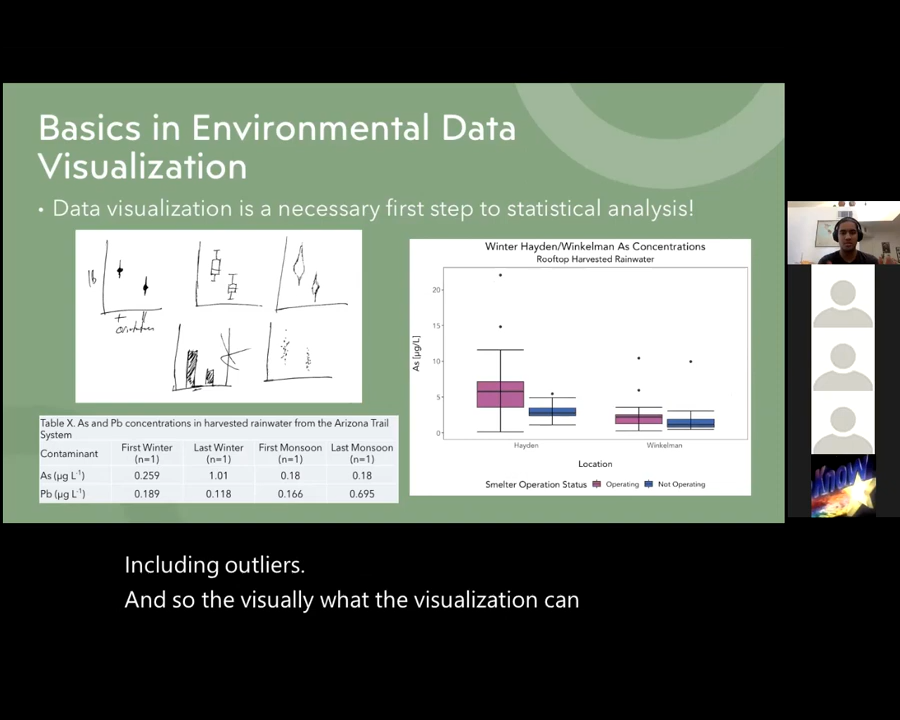 Basics in Environmental Data
Visualization
• Data visualization is a necessary first step to statistical analysis!
lb
Winter Hayden/Winkelman As Concentrations
Rooftop Harvested Rainwater
As [µg/L]
20
15
10
5
0
Hayden
Winkelman
Location
Smelter Operation Status Operating Not Operating
Table X. As and Pb concentrations in harvested rainwater from the Arizona Trail
System
Contaminant First Winter (n=1) Last Winter (n=1) First Monsoon (n=1) Last Monsoon (n=1)
As (µg L-1) 0.259 1.01 0.18 0.18
Pb (µg L-1) 0.189 0.118 0.166 0.695
Know
Including outliers.
And so the visually what the visualization can